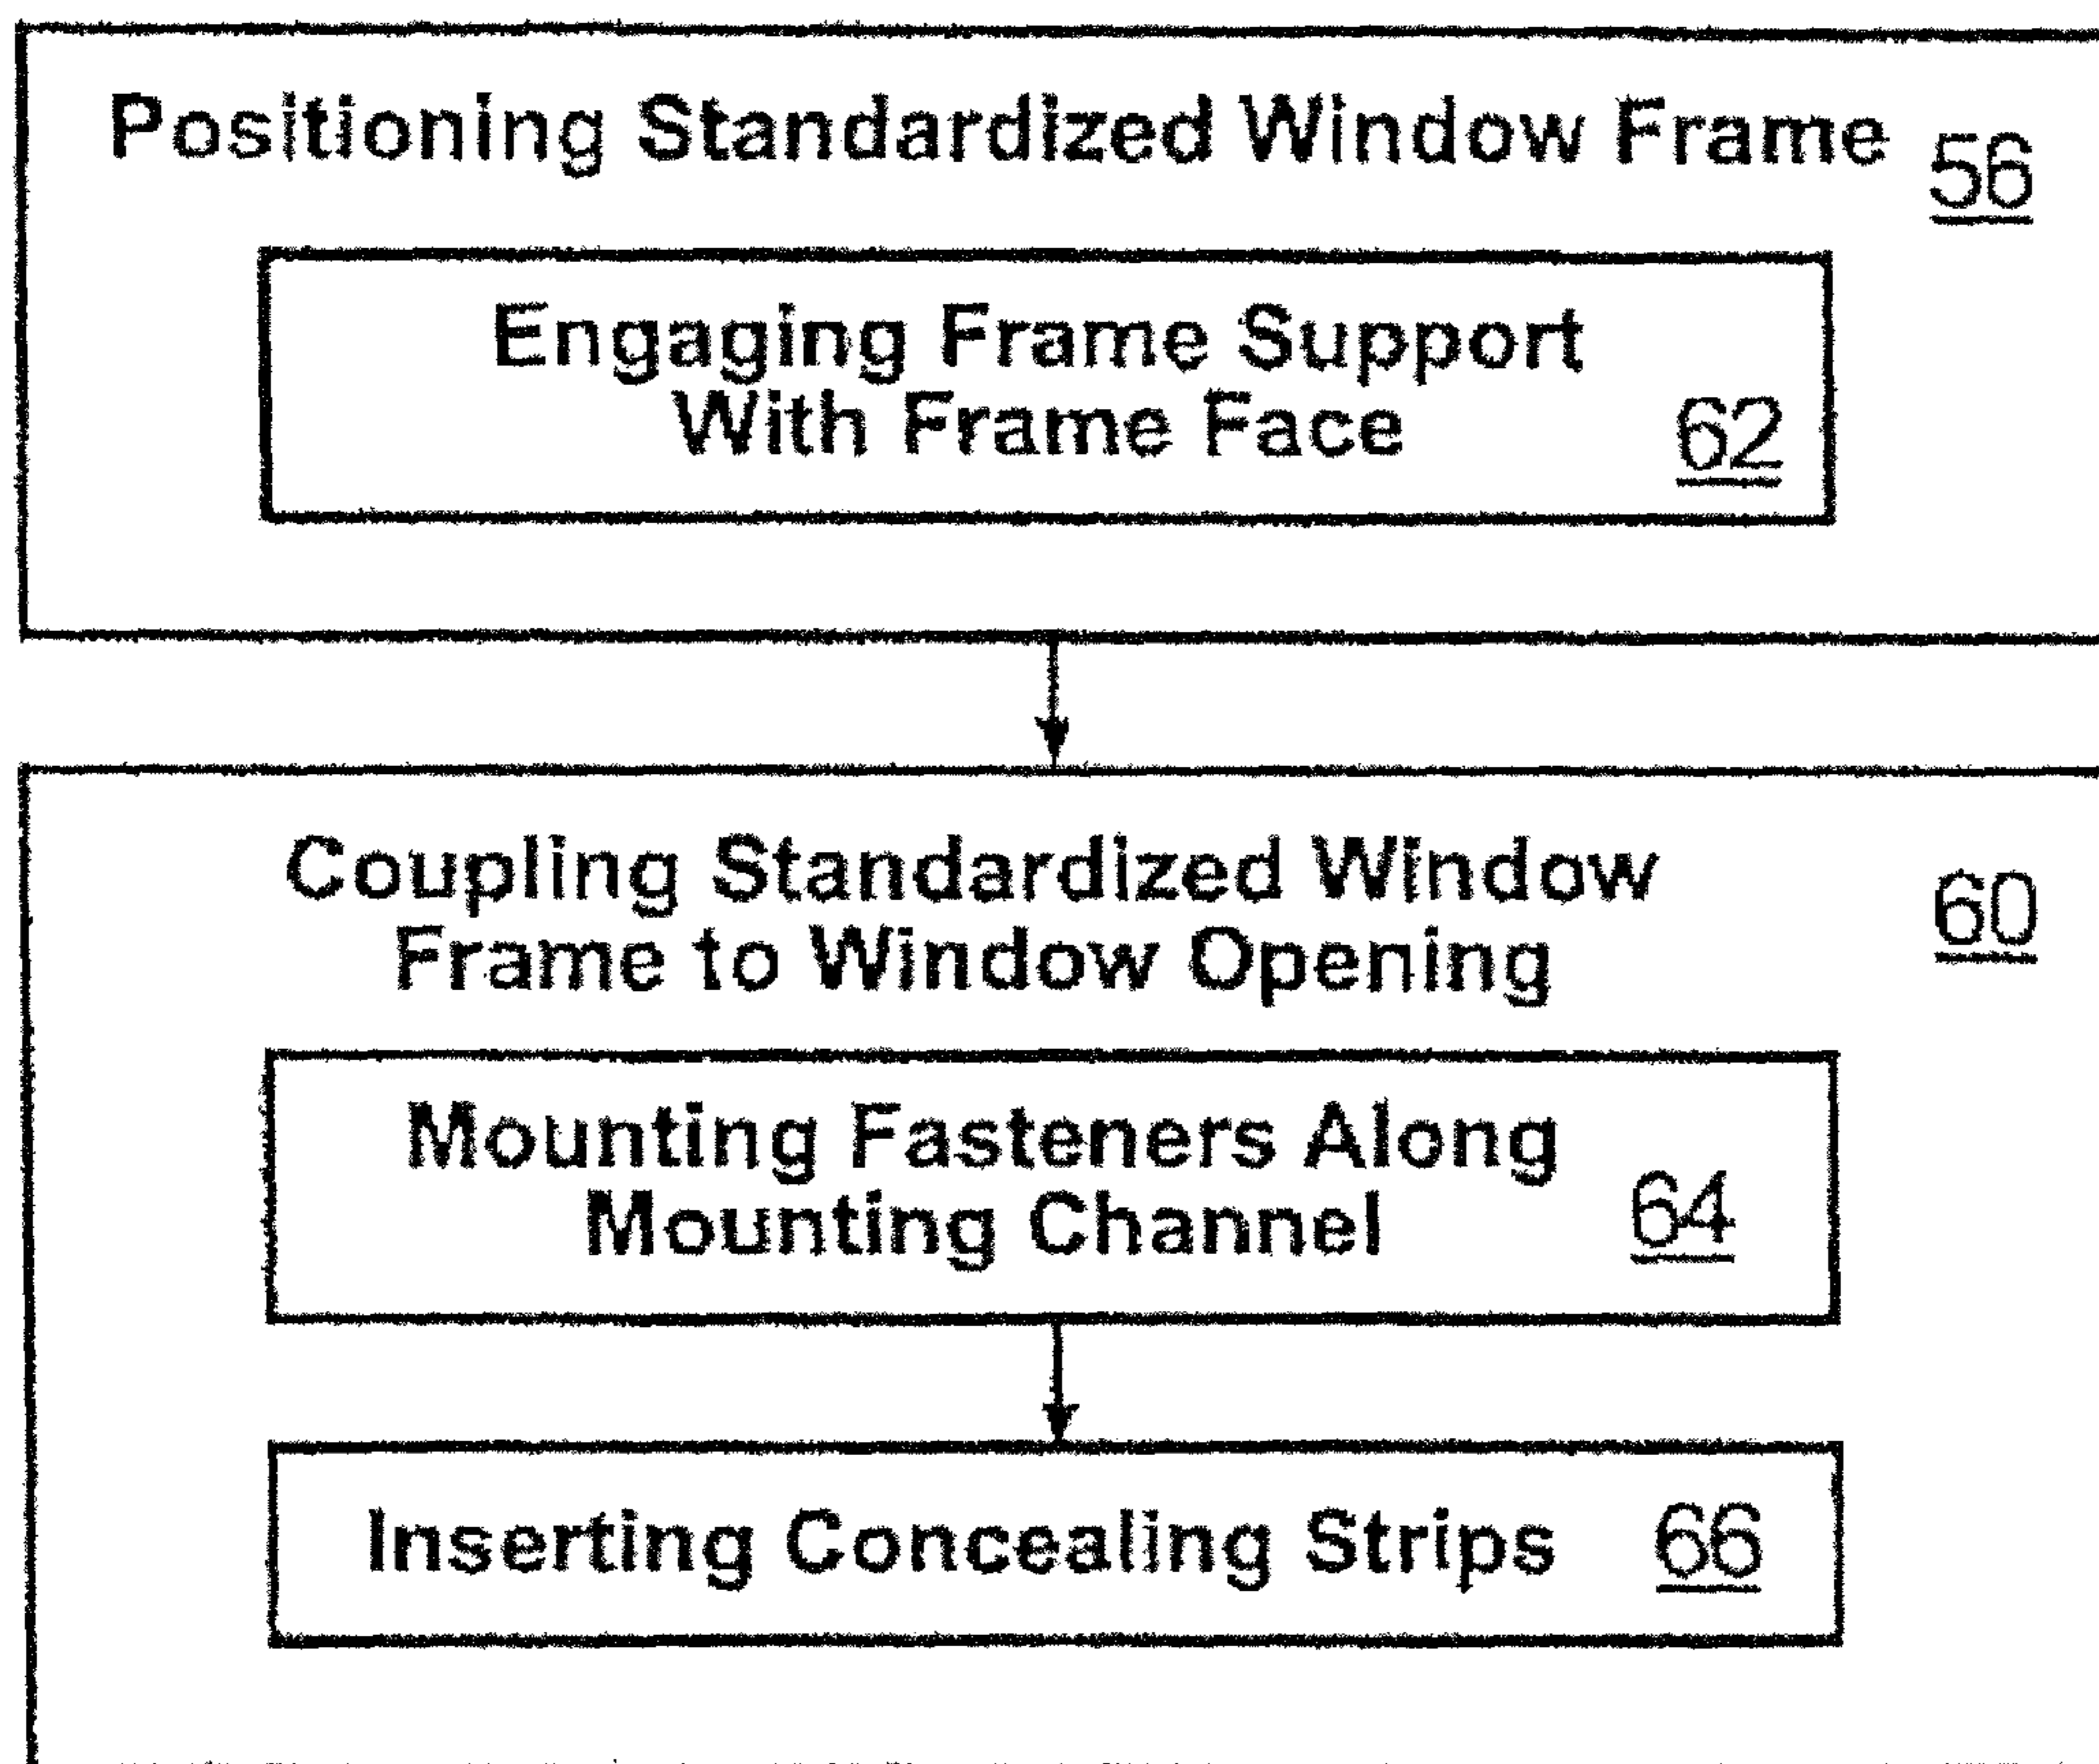 Positioning Standardized Window Frame 56
Engaging Frame Support
With Frame Face 62
Coupling Standardized Window 60
Frame to Window Opening
Mounting Fasteners Along
Mounting Channel 64
Inserting Concealing Strips 66